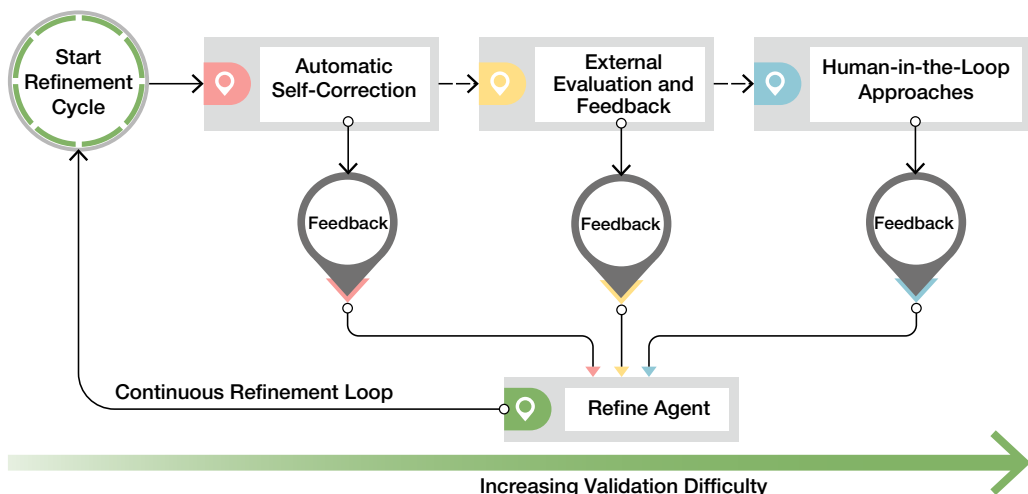 Start
Refinement
Cycle
Automatic
Self-Correction
External
Evaluation and
Feedback
Human-in-the-Loop
Approaches
Feedback
Feedback
Feedback
Continuous Refinement Loop
Refine Agent
Increasing Validation Difficulty